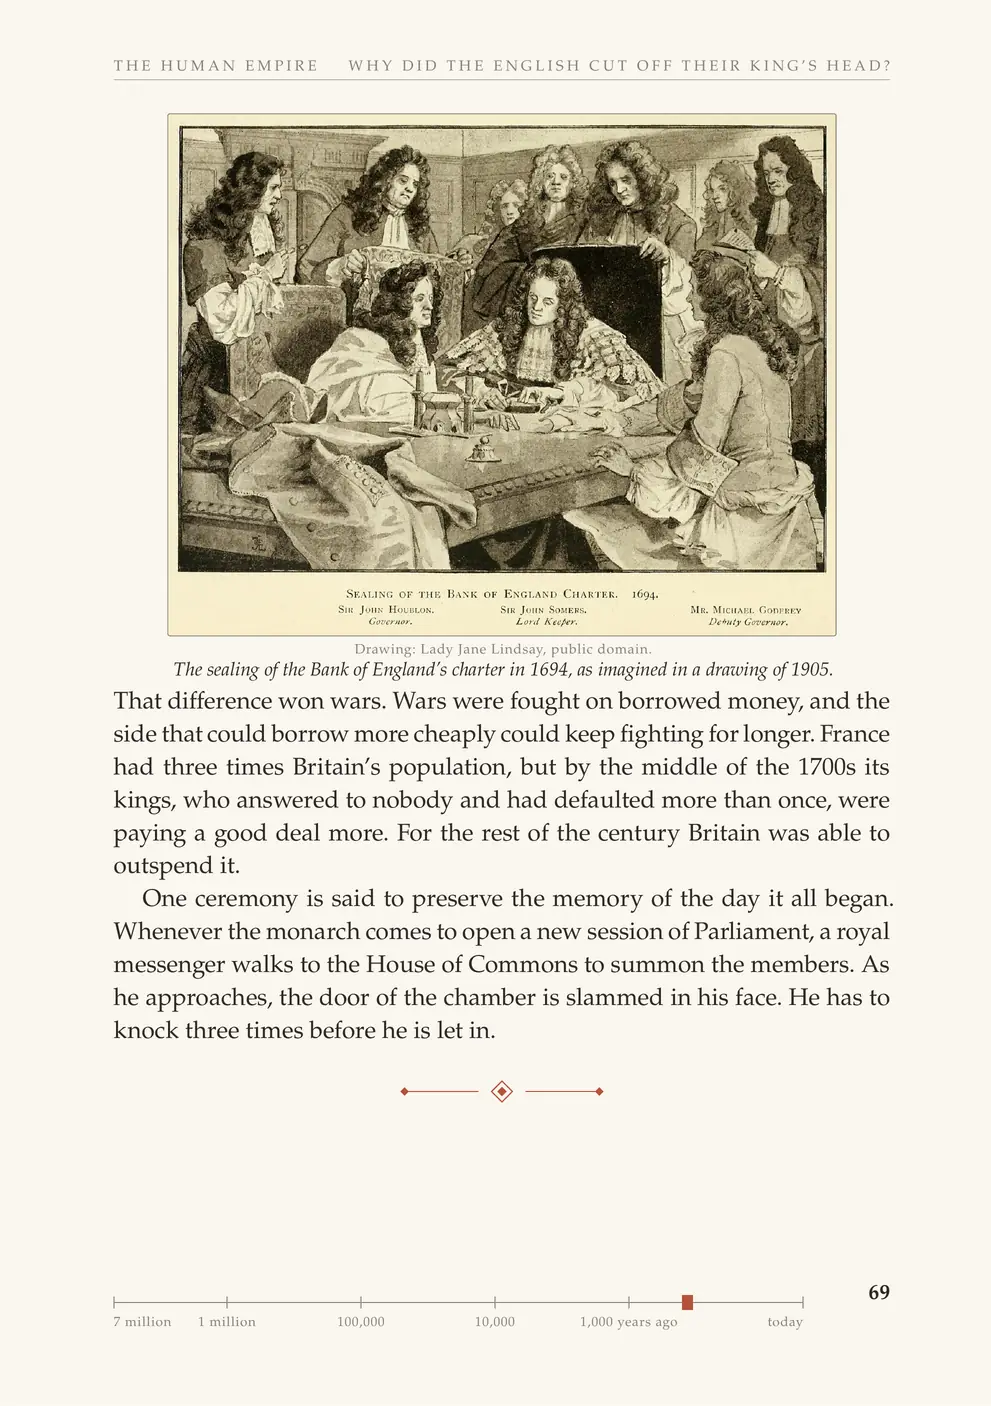 THE HUMAN EMPIRE WHY DID THE ENGLISH CUT OFF THEIR KING'S HEAD?
SEALING OF THE BANK OF ENGLAND CHARTER. 1694.
SIR JOHN HOUBLON. SIR JOHN SOMERS. MR. MICHAEL GODFREY
Governor. Lord Keeper. Deputy Governor.
Drawing: Lady Jane Lindsay, public domain.
The sealing of the Bank of England's charter in 1694, as imagined in a drawing of 1905.
That difference won wars. Wars were fought on borrowed money, and the
side that could borrow more cheaply could keep fighting for longer. France
had three times Britain's population, but by the middle of the 1700s its
kings, who answered to nobody and had defaulted more than once, were
paying a good deal more. For the rest of the century Britain was able to
outspend it.
One ceremony is said to preserve the memory of the day it all began.
Whenever the monarch comes to open a new session of Parliament, a royal
messenger walks to the House of Commons to summon the members. As
he approaches, the door of the chamber is slammed in his face. He has to
knock three times before he is let in.
69
7 million 1 million 100,000 10,000 1,000 years ago today